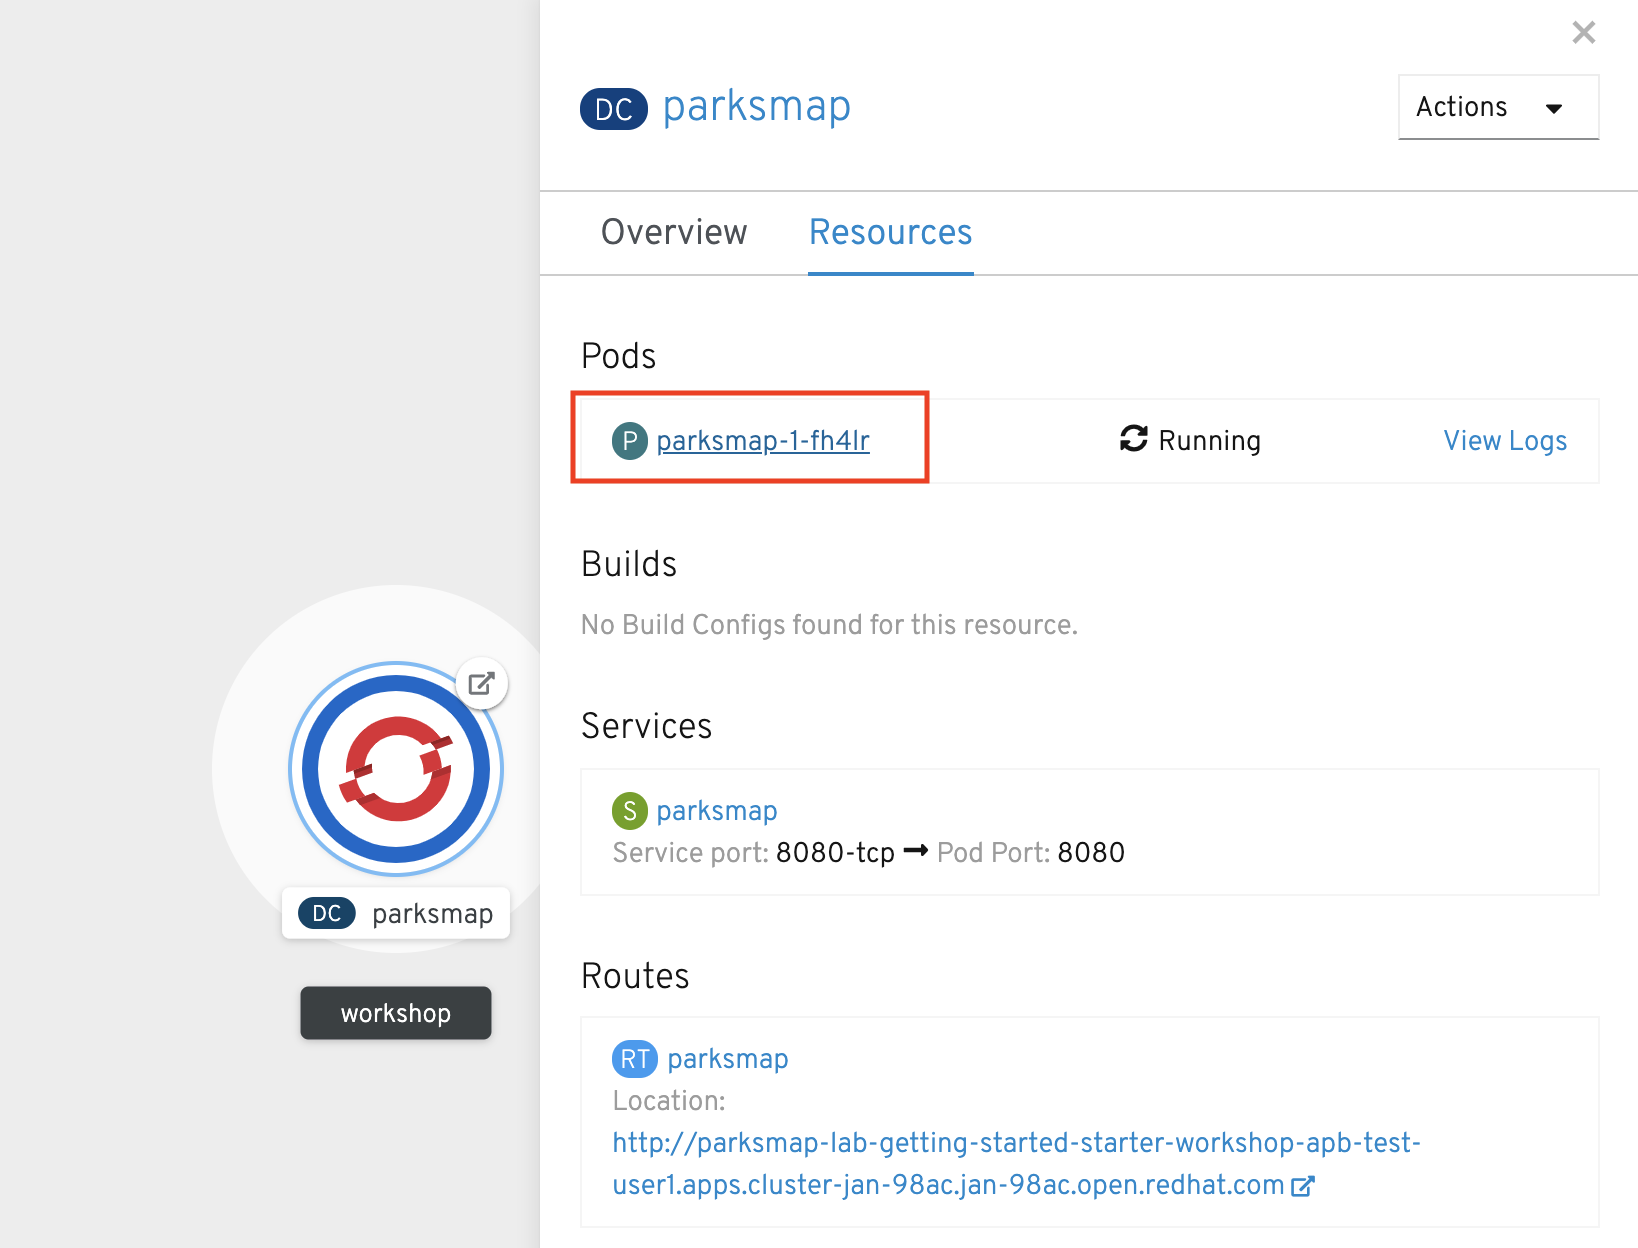 DC parksmap
Actions
Overview Resources
Pods
P parksmap-1-fh4lr Running View Logs
Builds
No Build Configs found for this resource.
Services
S parksmap
Service port: 8080-tcp → Pod Port: 8080
Routes
RT parksmap
Location:
http://parksmap-lab-getting-started-starter-workshop-apb-test-
user1.apps.cluster-jan-98ac.jan-98ac.open.redhat.com
DC parksmap
workshop